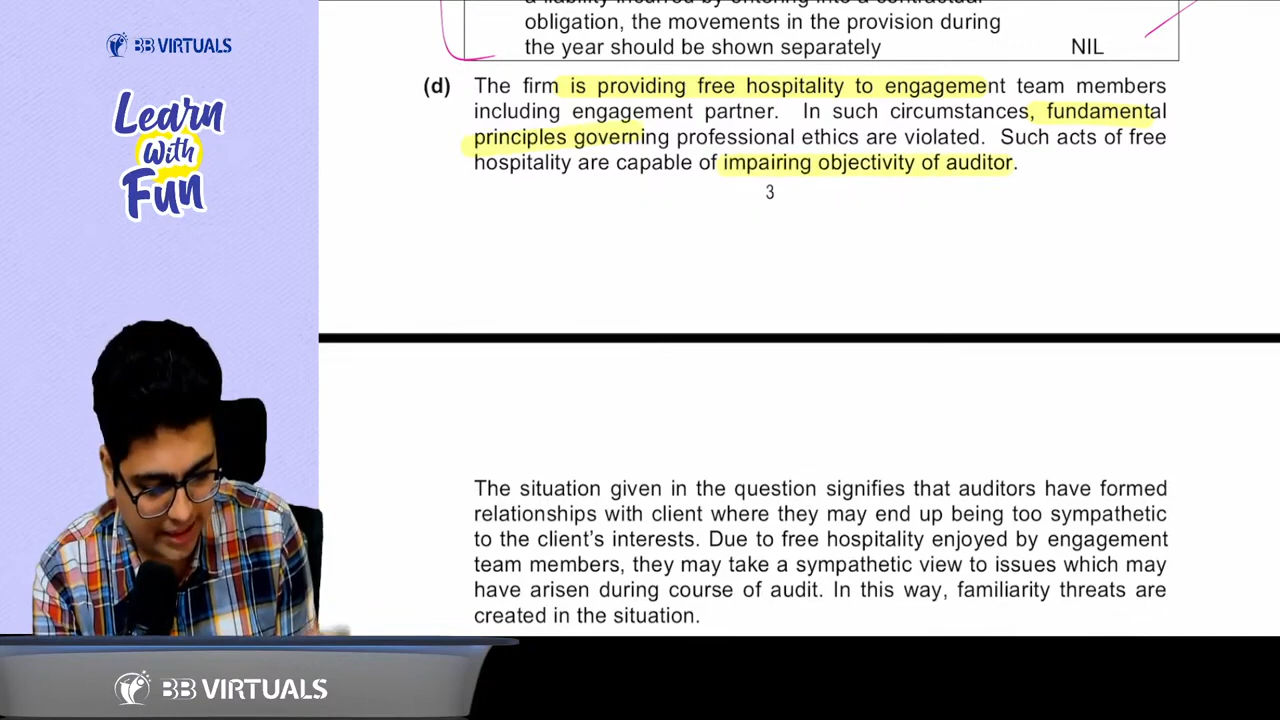 BB VIRTUALS
Learn
With
Fun
obligation, the movements in the provision during
the year should be shown separately NIL
(d) The firm is providing free hospitality to engagement team members
including engagement partner. In such circumstances, fundamental
principles governing professional ethics are violated. Such acts of free
hospitality are capable of impairing objectivity of auditor.
3
The situation given in the question signifies that auditors have formed
relationships with client where they may end up being too sympathetic
to the client's interests. Due to free hospitality enjoyed by engagement
team members, they may take a sympathetic view to issues which may
have arisen during course of audit. In this way, familiarity threats are
created in the situation.
BB VIRTUALS